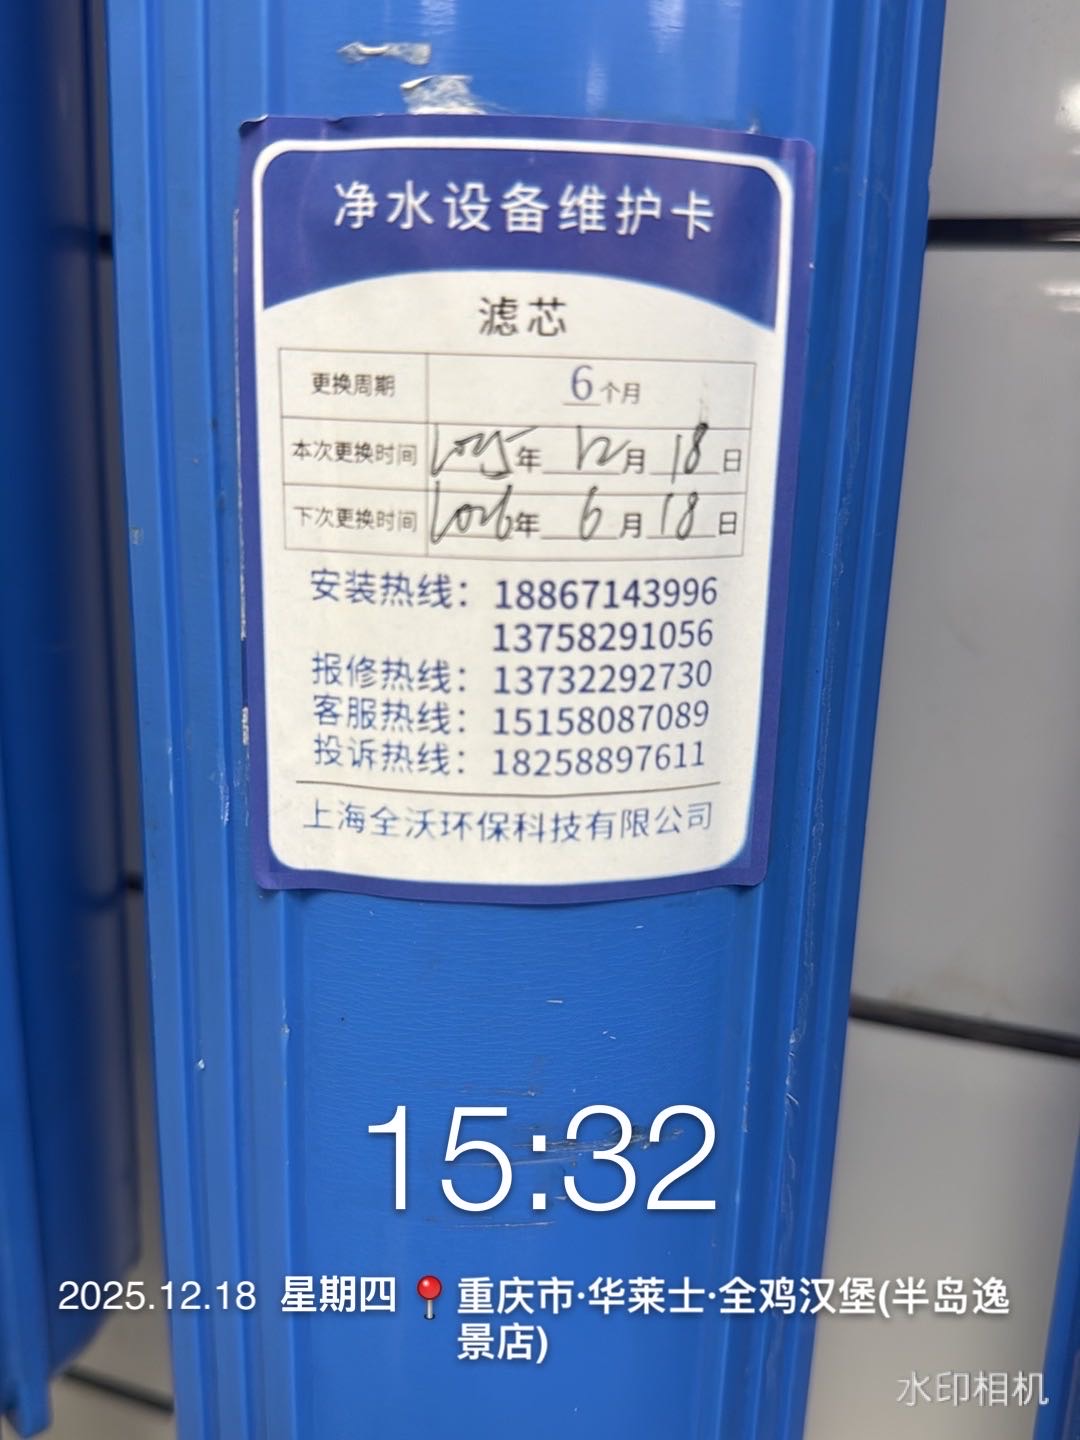 净水设备维护卡
滤芯
更换周期 6个月
本次更换时间 2025年 12月 18日
下次更换时间 2026年 6月 18日
安装热线：18867143996
13758291056
报修热线：13732292730
客服热线：15158087089
投诉热线：18258897611
上海全沃环保科技有限公司
15:32
2025.12.18 星期四 📍重庆市·华莱士·全鸡汉堡(半岛逸
景店)
水印相机